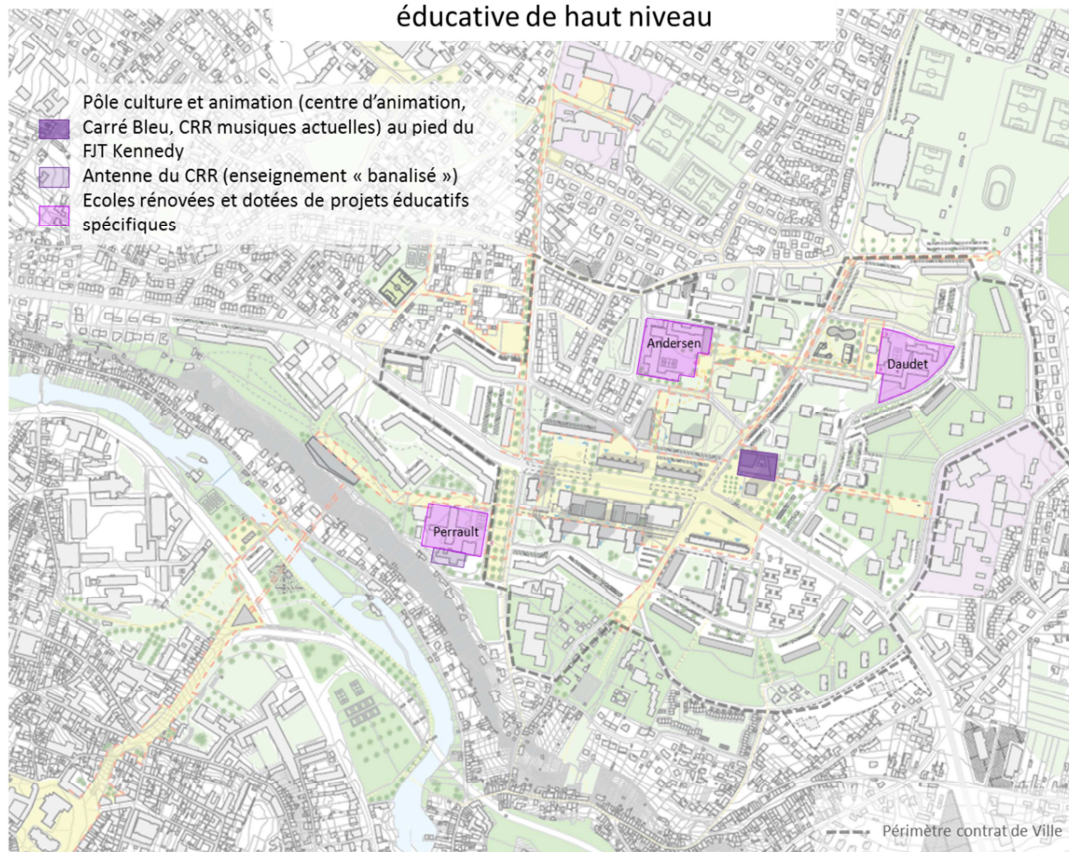 éducative de haut niveau
Pôle culture et animation (centre d’animation,
Carré Bleu, CRR musiques actuelles) au pied du
FJT Kennedy
Antenne du CRR (enseignement « banalisé »)
Ecoles rénovées et dotées de projets éducatifs
spécifiques
Andersen
Daudet
Perrault
Périmètre contrat de Ville